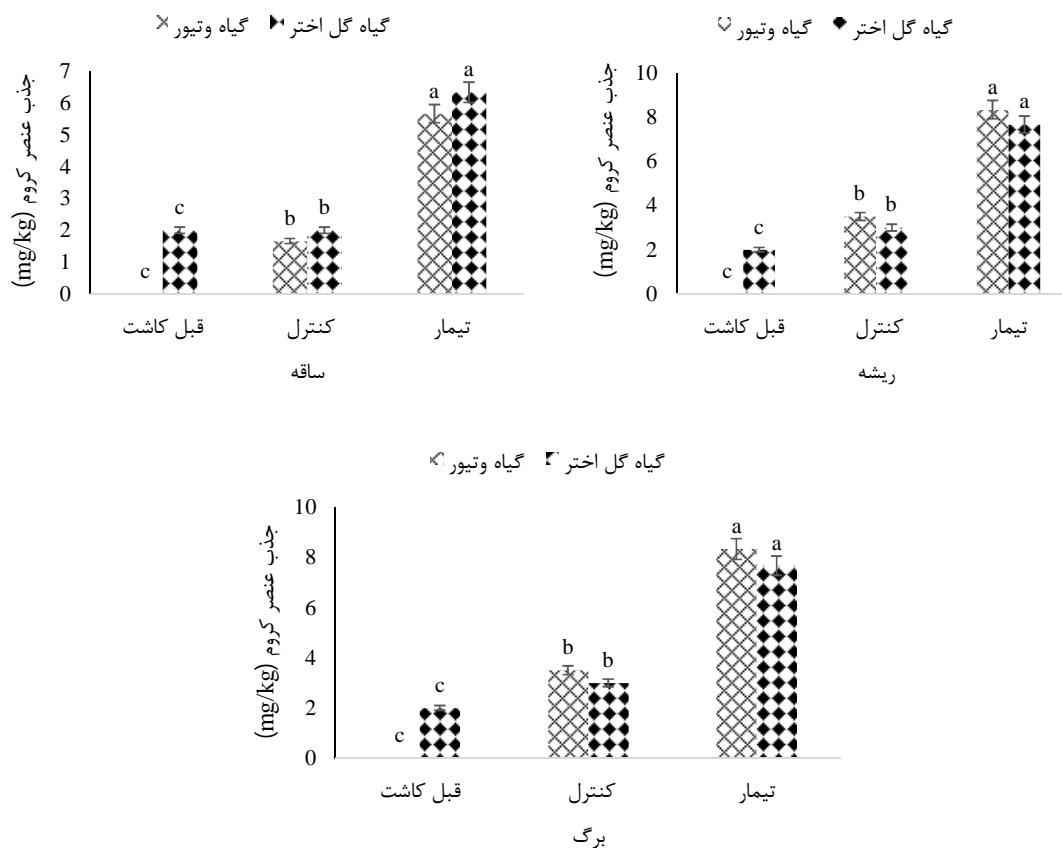 گیاه وتیور گیاه گل اختر
جذب عنصر کروم (mg/kg)
7
6
5
4
3
2
1
0
c
c
b
b
a
a
قبل کاشت کنترل تیمار
ساقه
گیاه وتیور گیاه گل اختر
جذب عنصر کروم (mg/kg)
10
8
6
4
2
0
c
c
b
b
a
a
قبل کاشت کنترل تیمار
ریشه
گیاه وتیور گیاه گل اختر
جذب عنصر کروم (mg/kg)
10
8
6
4
2
0
c
c
b
b
a
a
قبل کاشت کنترل تیمار
برگ